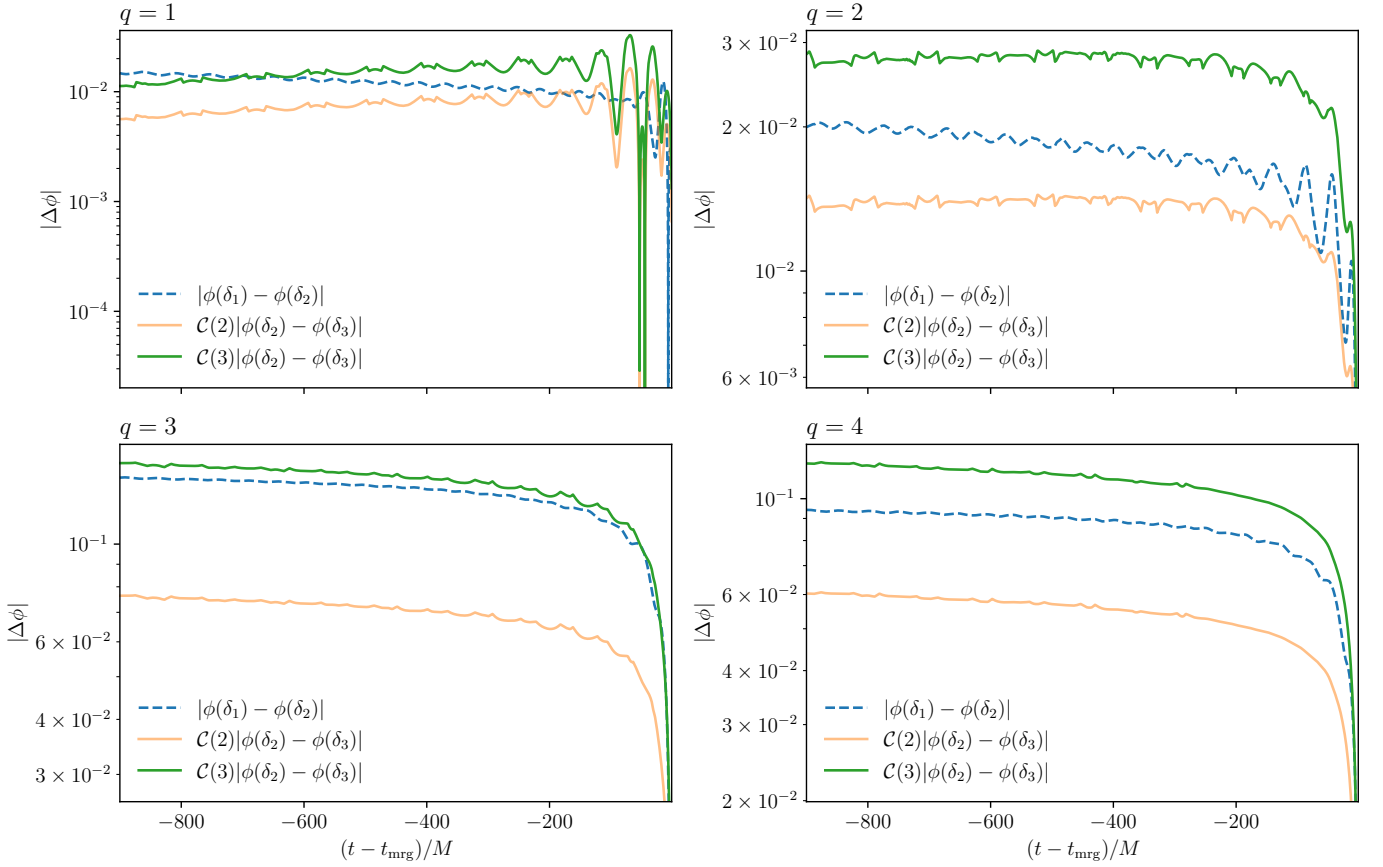 q = 1
10⁻²
10⁻³
10⁻⁴
|Δϕ|
|ϕ(δ₁) − ϕ(δ₂)|
𝒞(2)|ϕ(δ₂) − ϕ(δ₃)|
𝒞(3)|ϕ(δ₂) − ϕ(δ₃)|
q = 2
3 × 10⁻²
2 × 10⁻²
10⁻²
6 × 10⁻³
|Δϕ|
|ϕ(δ₁) − ϕ(δ₂)|
𝒞(2)|ϕ(δ₂) − ϕ(δ₃)|
𝒞(3)|ϕ(δ₂) − ϕ(δ₃)|
q = 3
10⁻¹
6 × 10⁻²
4 × 10⁻²
3 × 10⁻²
|Δϕ|
|ϕ(δ₁) − ϕ(δ₂)|
𝒞(2)|ϕ(δ₂) − ϕ(δ₃)|
𝒞(3)|ϕ(δ₂) − ϕ(δ₃)|
−800 −600 −400 −200
(t − t_mrg)/M
q = 4
10⁻¹
6 × 10⁻²
4 × 10⁻²
3 × 10⁻²
2 × 10⁻²
|Δϕ|
|ϕ(δ₁) − ϕ(δ₂)|
𝒞(2)|ϕ(δ₂) − ϕ(δ₃)|
𝒞(3)|ϕ(δ₂) − ϕ(δ₃)|
−800 −600 −400 −200
(t − t_mrg)/M